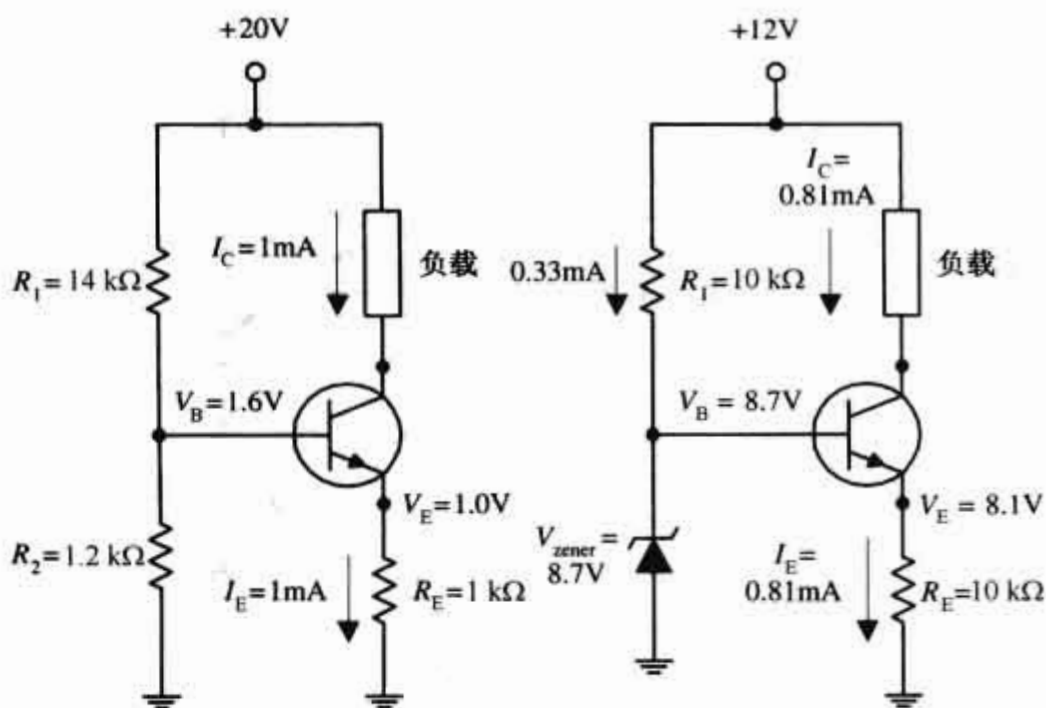 +20V
I_C=1mA
负载
R_1=14 kΩ
V_B=1.6V
V_E=1.0V
R_2=1.2 kΩ
I_E=1mA
R_E=1 kΩ
+12V
I_C=
0.81mA
0.33mA
R_1=10 kΩ
负载
V_B = 8.7V
V_E = 8.1V
V_zener =
8.7V
I_E=
0.81mA
R_E=10 kΩ